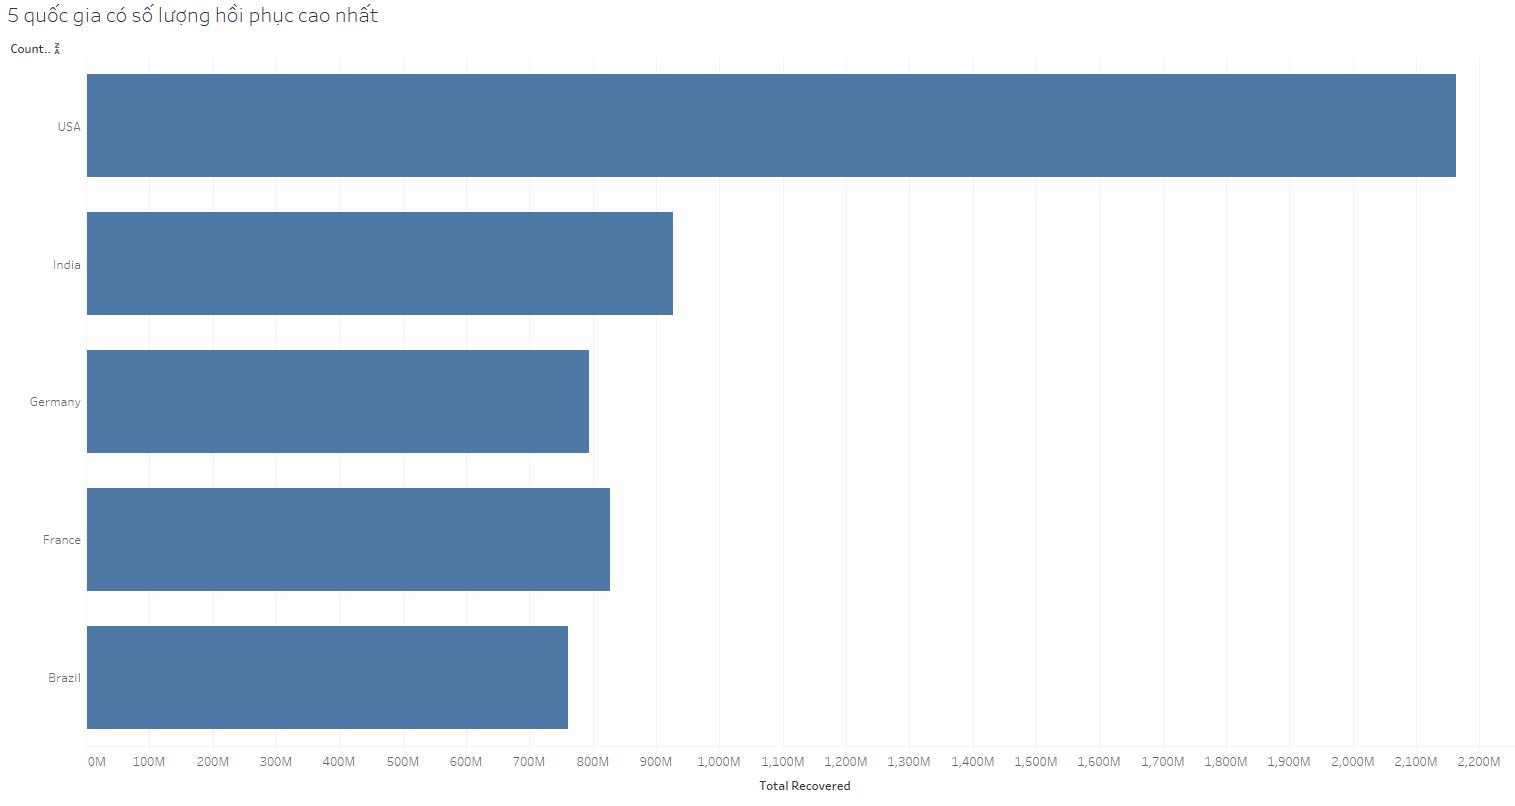 5 quốc gia có số lượng hồi phục cao nhất
Count..
USA
India
Germany
France
Brazil
0M 100M 200M 300M 400M 500M 600M 700M 800M 900M 1,000M 1,100M 1,200M 1,300M 1,400M 1,500M 1,600M 1,700M 1,800M 1,900M 2,000M 2,100M 2,200M
Total Recovered